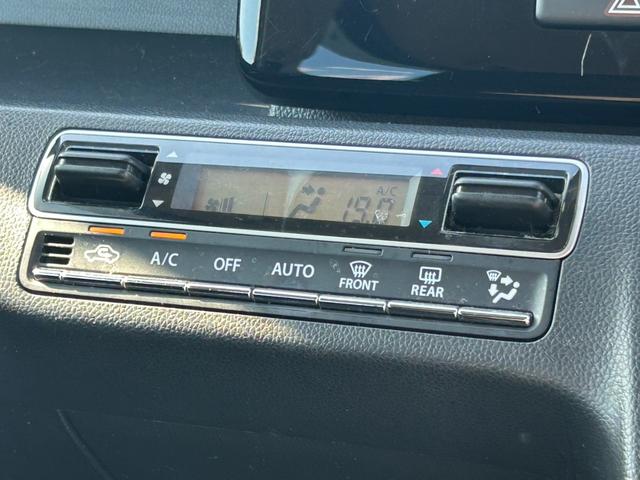 A/C
19.0
A/C
OFF
AUTO
FRONT
REAR